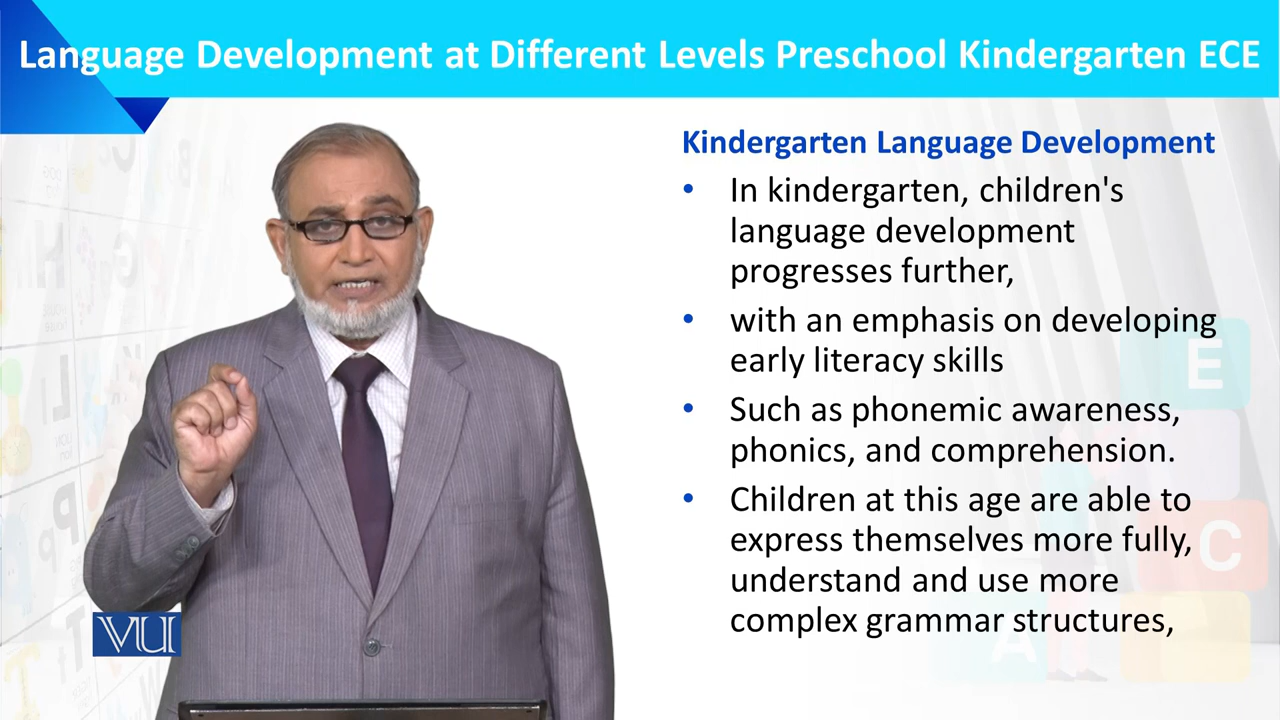 Language Development at Different Levels Preschool Kindergarten ECE
Kindergarten Language Development
• In kindergarten, children's
language development
progresses further,
• with an emphasis on developing
early literacy skills
• Such as phonemic awareness,
phonics, and comprehension.
• Children at this age are able to
express themselves more fully,
understand and use more
complex grammar structures,
VU
E
C
A